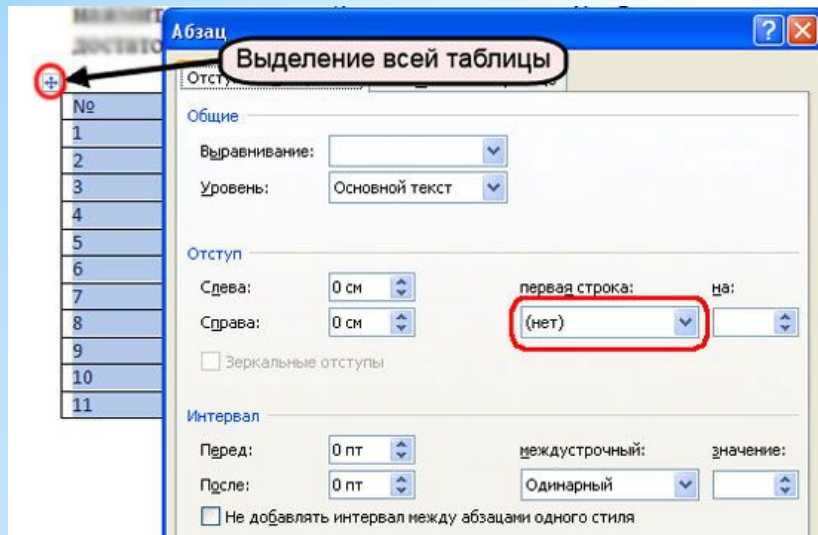 Абзац
Выделение всей таблицы
№
1
2
3
4
5
6
7
8
9
10
11
Общие
Выравнивание:
Уровень: Основной текст
Отступ
Слева: 0 см первая строка: на:
Справа: 0 см (нет)
Зеркальные отступы
Интервал
Перед: 0 пт междустрочный: значение:
После: 0 пт Одинарный
Не добавлять интервал между абзацами одного стиля